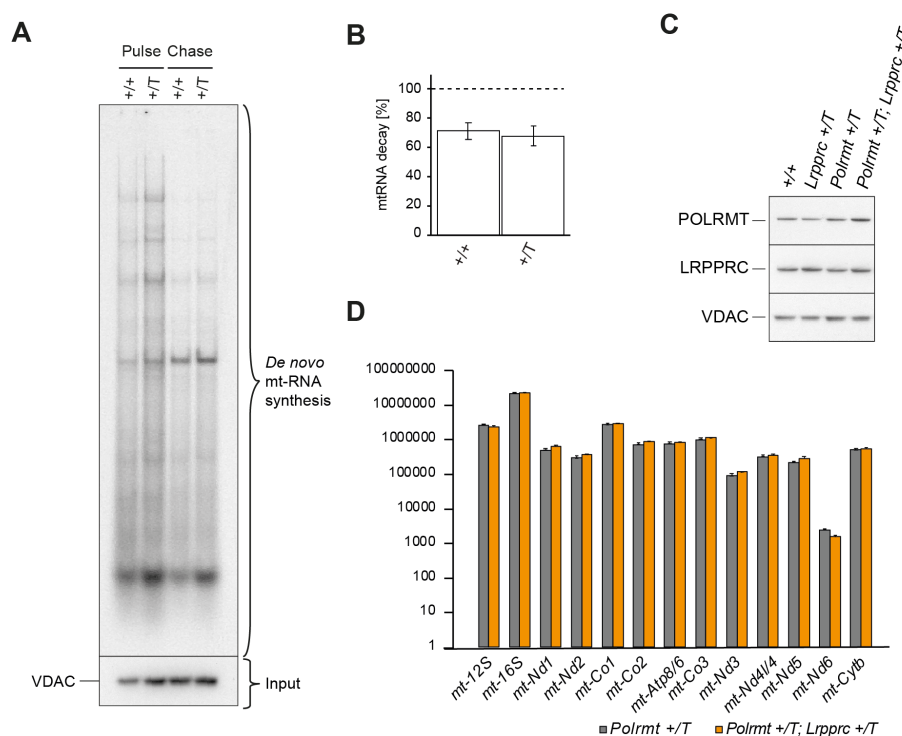 A
Pulse Chase
+/+ +/T +/+ +/T
De novo
mt-RNA
synthesis
VDAC
Input
B
mtRNA decay [%]
100
80
60
40
20
0
+/+ +/T
C
+/+ Lrpprc +/T Polrmt +/T Polrmt +/T; Lrpprc +/T
POLRMT
LRPPRC
VDAC
D
100000000
10000000
1000000
100000
10000
1000
100
10
1
mt-12S mt-16S mt-Nd1 mt-Nd2 mt-Co1 mt-Co2 mt-Atp8/6 mt-Co3 mt-Nd3 mt-Nd4l/4 mt-Nd5 mt-Nd6 mt-Cytb
Polrmt +/T Polrmt +/T; Lrpprc +/T